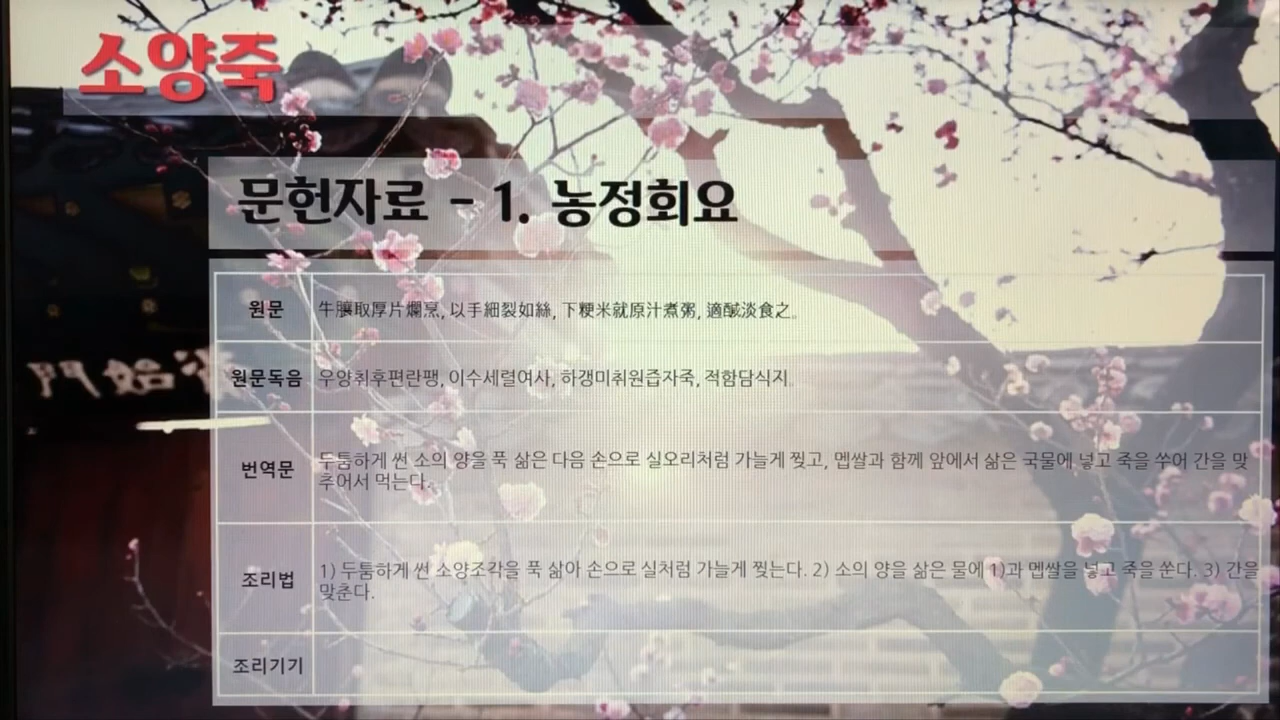 소양죽
문헌자료 - 1. 농정회요
원문 牛䑋取厚片爛烹, 以手細裂如絲, 下粳米就原汁煮粥, 適醎淡食之。
원문독음 우양취후편란팽, 이수세렬여사, 하갱미취원즙자죽, 적함담식지.
번역문 두툼하게 썬 소의 양을 푹 삶은 다음 손으로 실오리처럼 가늘게 찢고, 멥쌀과 함께 앞에서 삶은 국물에 넣고 죽을 쑤어 간을 맞
추어서 먹는다.
조리법 1) 두툼하게 썬 소양조각을 푹 삶아 손으로 실처럼 가늘게 찢는다. 2) 소의 양을 삶은 물에 1)과 멥쌀을 넣고 죽을 쑨다. 3) 간을
맞춘다.
조리기기